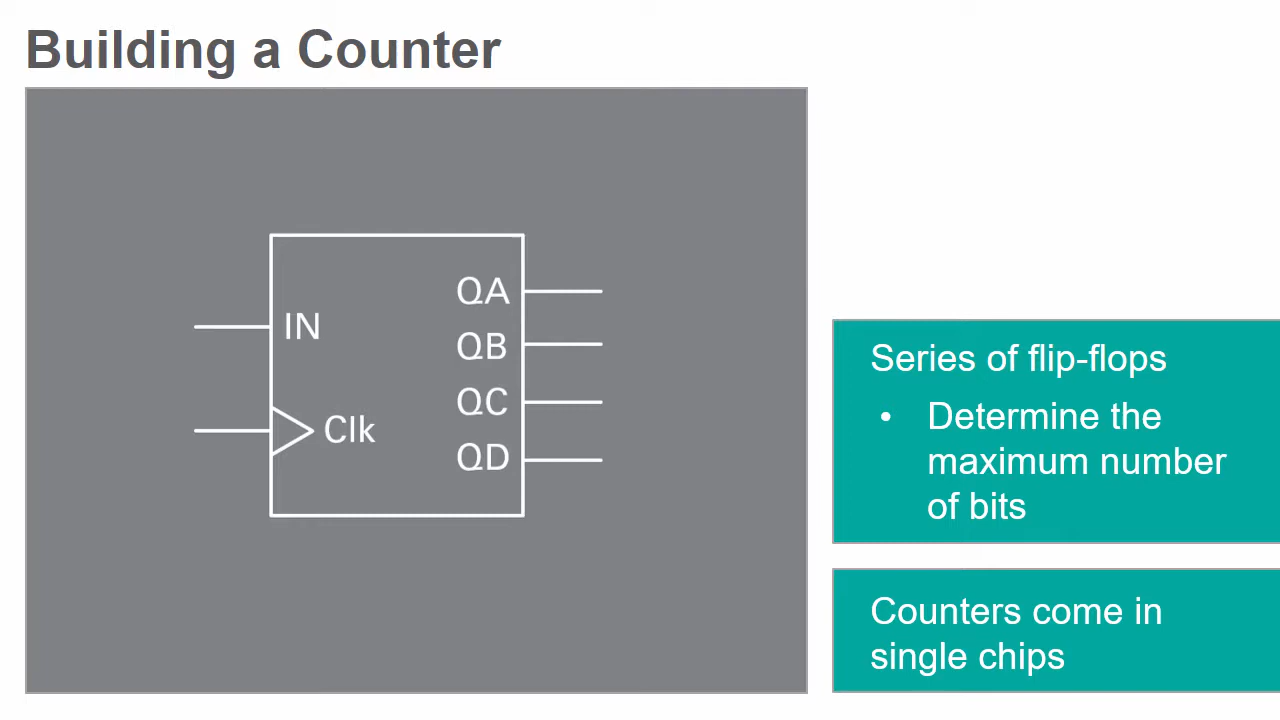 Building a Counter
IN
Clk
QA
QB
QC
QD
Series of flip-flops
• Determine the
maximum number
of bits
Counters come in
single chips